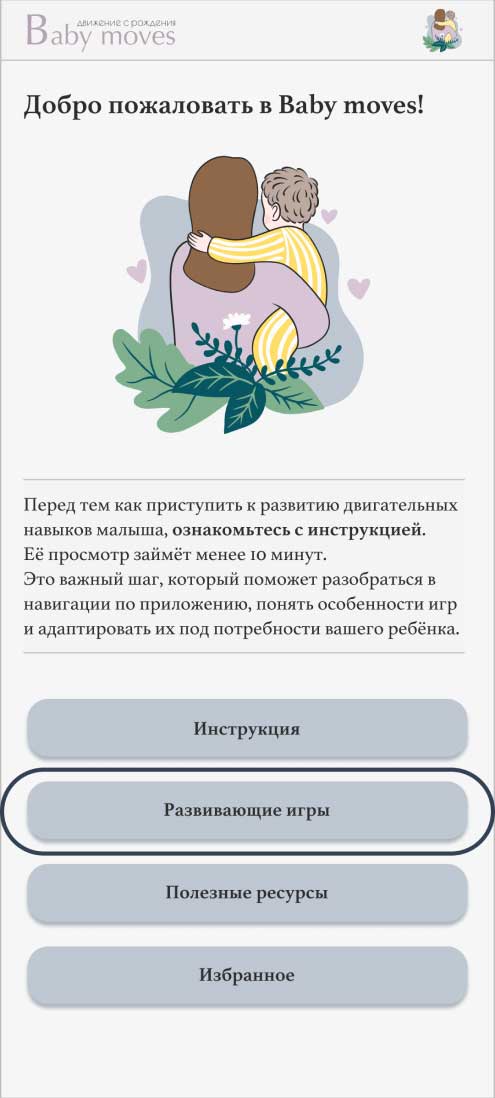 движение с рождения
Baby moves
Добро пожаловать в Baby moves!
Перед тем как приступить к развитию двигательных
навыков малыша, ознакомьтесь с инструкцией.
Её просмотр займёт менее 10 минут.
Это важный шаг, который поможет разобраться в
навигации по приложению, понять особенности игр
и адаптировать их под потребности вашего ребёнка.
Инструкция
Развивающие игры
Полезные ресурсы
Избранное